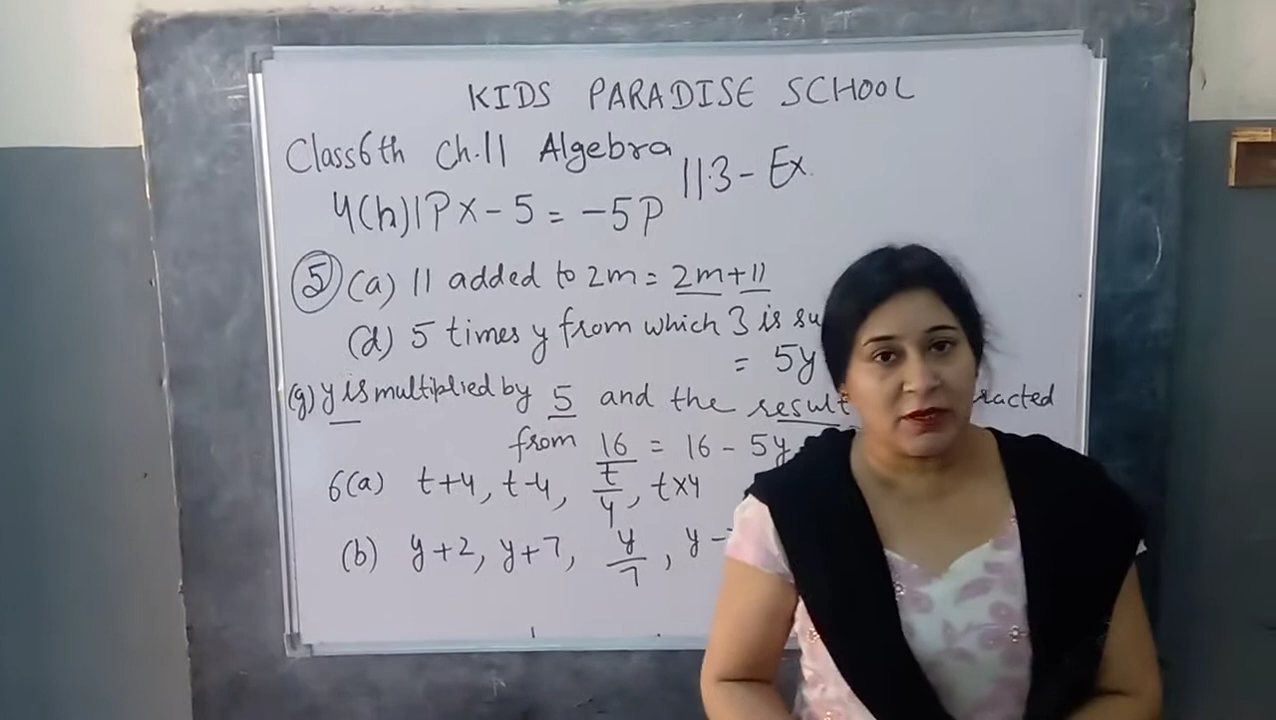 KIDS PARADISE SCHOOL
Class 6th Ch.11 Algebra 11.3 - Ex.
4(h) |P x - 5 = -5P
5 (a) 11 added to 2m = 2m+11
(d) 5 times y from which 3 is
= 5y
(g) y is multiplied by 5 and the result
from 16 = 16 - 5y
6(a) t+4, t-4, t/4, t×4
(b) y+2, y+7, y/7, y -